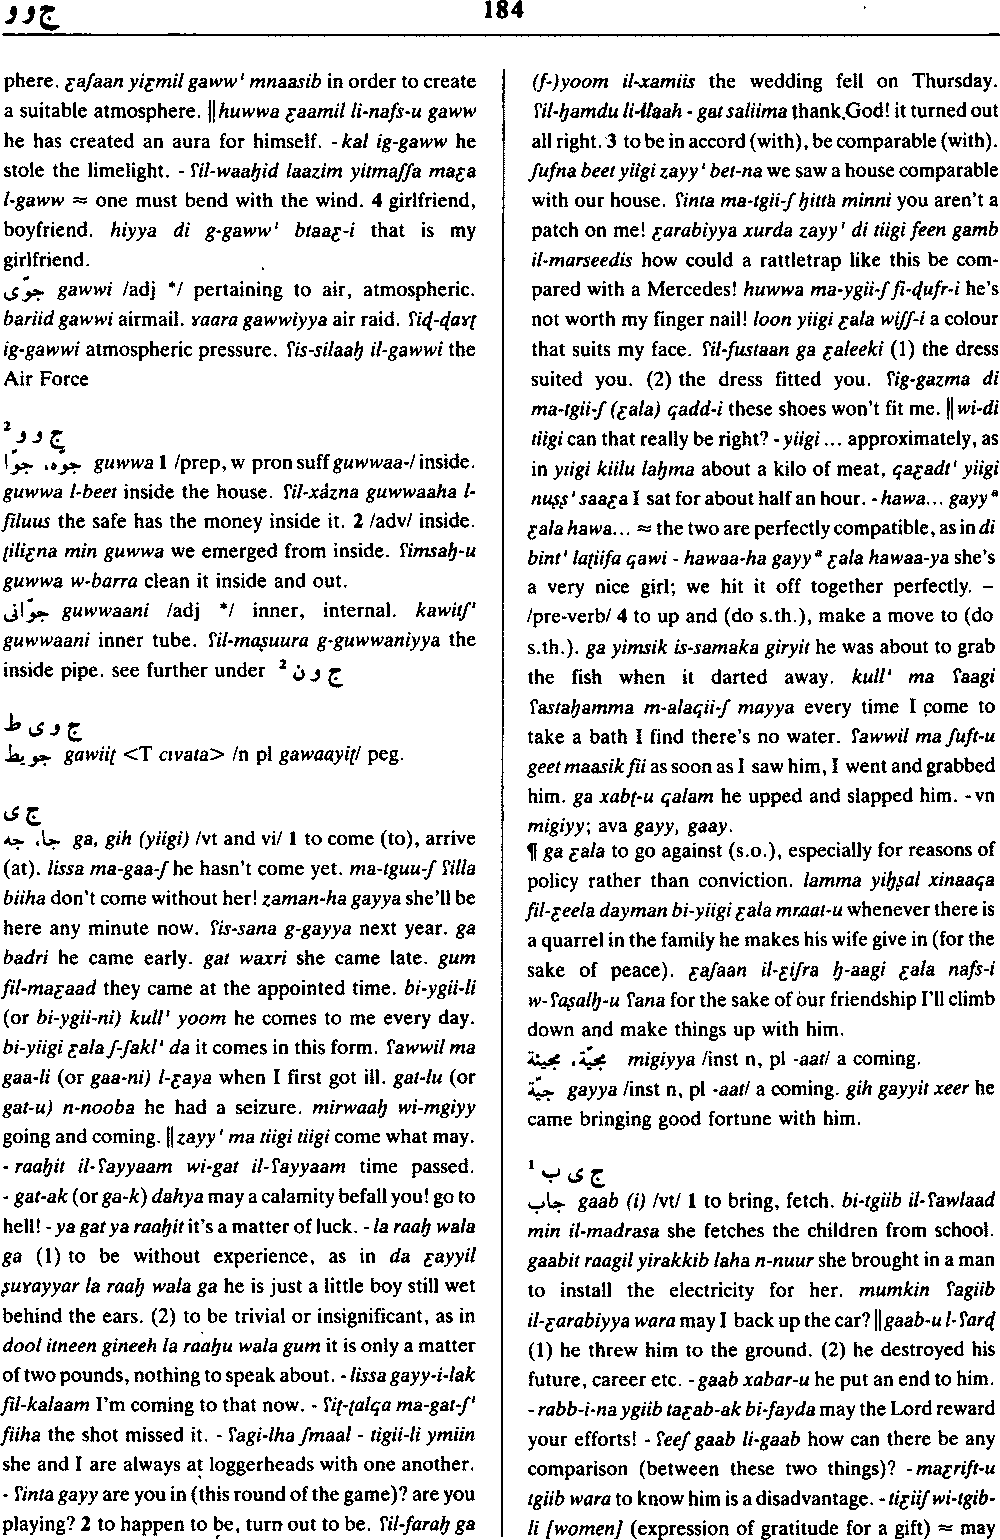 ج و و
184
phere. ɛaʃaan yiɛmil gaww¹ mnaasib in order to create
a suitable atmosphere. ‖ huwwa ɛaamil li-nafs-u gaww
he has created an aura for himself. - kal ig-gaww he
stole the limelight. - ʕil-waaḥid laazim yitmaʃʃa maɛa
l-gaww ≈ one must bend with the wind. 4 girlfriend,
boyfriend. hiyya di g-gaww¹ btaaɛ-i that is my
girlfriend.
جوّى gawwi /adj */ pertaining to air, atmospheric.
bariid gawwi airmail. ɣaara gawwiyya air raid. ʕiḍ-ḍaɣṭ
ig-gawwi atmospheric pressure. ʕis-silaaḥ il-gawwi the
Air Force
ج و و ²
جوّه، جوّا guwwa 1 /prep, w pron suff guwwaa-/ inside.
guwwa l-beet inside the house. ʕil-xázna guwwaaha l-
filuus the safe has the money inside it. 2 /adv/ inside.
ṭiliɛna min guwwa we emerged from inside. ʕimsaḥ-u
guwwa w-barra clean it inside and out.
جوّانى guwwaani /adj */ inner, internal. kawitʃ¹
guwwaani inner tube. ʕil-maṣuura g-guwwaniyya the
inside pipe. see further under ج و ن ²
ج و ى ط
جويط gawiiṭ <T cıvata> /n pl gawaayiṭ/ peg.
ج ى
جا، جه ga, gih (yiigi) /vt and vi/ 1 to come (to), arrive
(at). lissa ma-gaa-ʃ he hasn't come yet. ma-tguu-ʃ ʕilla
biiha don't come without her! zaman-ha gayya she'll be
here any minute now. ʕis-sana g-gayya next year. ga
badri he came early. gat waxri she came late. gum
fil-maɛaad they came at the appointed time. bi-ygii-li
(or bi-ygii-ni) kull¹ yoom he comes to me every day.
bi-yiigi ɛala ʃ-ʃakl¹ da it comes in this form. ʕawwil ma
gaa-li (or gaa-ni) l-ɛaya when I first got ill. gat-lu (or
gat-u) n-nooba he had a seizure. mirwaaḥ wi-mgiyy
going and coming. ‖ zayy¹ ma tiigi tiigi come what may.
- raaḥit il-ʕayyaam wi-gat il-ʕayyaam time passed.
- gat-ak (or ga-k) dahya may a calamity befall you! go to
hell! - ya gat ya raaḥit it's a matter of luck. - la raaḥ wala
ga (1) to be without experience, as in da ɛayyil
ṣuɣayyar la raaḥ wala ga he is just a little boy still wet
behind the ears. (2) to be trivial or insignificant, as in
dool itneen gineeh la raaḥu wala gum it is only a matter
of two pounds, nothing to speak about. - lissa gayy-i-lak
fil-kalaam I'm coming to that now. - ʕiṭ-ṭalqa ma-gat-ʃ¹
fiiha the shot missed it. - ʕagi-lha ʃmaal - tigii-li ymiin
she and I are always at loggerheads with one another.
- ʕinta gayy are you in (this round of the game)? are you
playing? 2 to happen to be, turn out to be. ʕil-faraḥ ga
(f-)yoom il-xamiis the wedding fell on Thursday.
ʕil-ḥamdu li-llaah - gat saliima thank God! it turned out
all right. 3 to be in accord (with), be comparable (with).
ʃufna beet yiigi zayy¹ bet-na we saw a house comparable
with our house. ʕinta ma-tgii-ʃ ḥitta minni you aren't a
patch on me! ɛarabiyya xurda zayy¹ di tiigi feen gamb
il-marseedis how could a rattletrap like this be com-
pared with a Mercedes! huwwa ma-ygii-ʃ fi-ḍufr-i he's
not worth my finger nail! loon yiigi ɛala wiʃʃ-i a colour
that suits my face. ʕil-fustaan ga ɛaleeki (1) the dress
suited you. (2) the dress fitted you. ʕig-gazma di
ma-tgii-ʃ (ɛala) qadd-i these shoes won't fit me. ‖ wi-di
tiigi can that really be right? - yiigi ... approximately, as
in yiigi kiilu laḥma about a kilo of meat, qaɛadt¹ yiigi
nuṣṣ¹ saaɛa I sat for about half an hour. - hawa... gayyᵃ
ɛala hawa... ≈ the two are perfectly compatible, as in di
bint¹ laṭiifa qawi - hawaa-ha gayyᵃ ɛala hawaa-ya she's
a very nice girl; we hit it off together perfectly. –
/pre-verb/ 4 to up and (do s.th.), make a move to (do
s.th.). ga yimsik is-samaka giryit he was about to grab
the fish when it darted away. kull¹ ma ʕaagi
ʕastaḥamma m-alaqii-ʃ mayya every time I come to
take a bath I find there's no water. ʕawwil ma ʃuft-u
geet maasik fii as soon as I saw him, I went and grabbed
him. ga xabṭ-u qalam he upped and slapped him. - vn
migiyy; ava gayy, gaay.
¶ ga ɛala to go against (s.o.), especially for reasons of
policy rather than conviction. lamma yiḥṣal xinaaqa
fil-ɛeela dayman bi-yiigi ɛala mraat-u whenever there is
a quarrel in the family he makes his wife give in (for the
sake of peace). ɛaʃaan il-ɛiʃra ḥ-aagi ɛala nafs-i
w-ʕaṣalḥ-u ʕana for the sake of our friendship I'll climb
down and make things up with him.
مجيّة، مجيئة migiyya /inst n, pl -aat/ a coming.
جيّة gayya /inst n, pl -aat/ a coming. gih gayyit xeer he
came bringing good fortune with him.
ج ى ب ¹
جاب gaab (i) /vt/ 1 to bring, fetch. bi-tgiib il-ʕawlaad
min il-madrasa she fetches the children from school.
gaabit raagil yirakkib laha n-nuur she brought in a man
to install the electricity for her. mumkin ʕagiib
il-ɛarabiyya wara may I back up the car? ‖ gaab-u l-ʕarḍ
(1) he threw him to the ground. (2) he destroyed his
future, career etc. - gaab xabar-u he put an end to him.
- rabb-i-na ygiib taɛab-ak bi-fayda may the Lord reward
your efforts! - ʕeeʃ gaab li-gaab how can there be any
comparison (between these two things)? - maɛrift-u
tgiib wara to know him is a disadvantage. - tiɛiiʃ wi-tgib-
li [women] (expression of gratitude for a gift) ≈ may